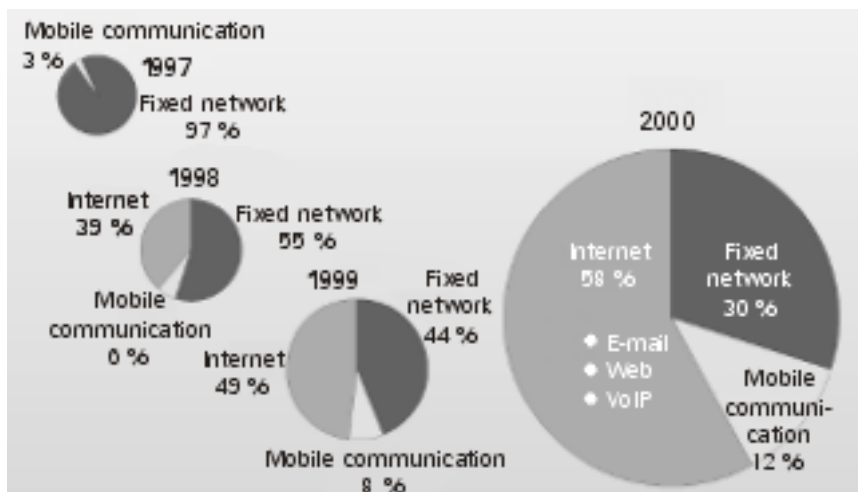 Mobile communication
3 %
1997
Fixed network
97 %
1998
Internet
39 %
Fixed network
55 %
Mobile
communication
0 %
1999
Fixed
network
44 %
Internet
49 %
Mobile communication
8 %
2000
Internet
58 %
E-mail
Web
VoIP
Fixed
network
30 %
Mobile
communi-
cation
12 %